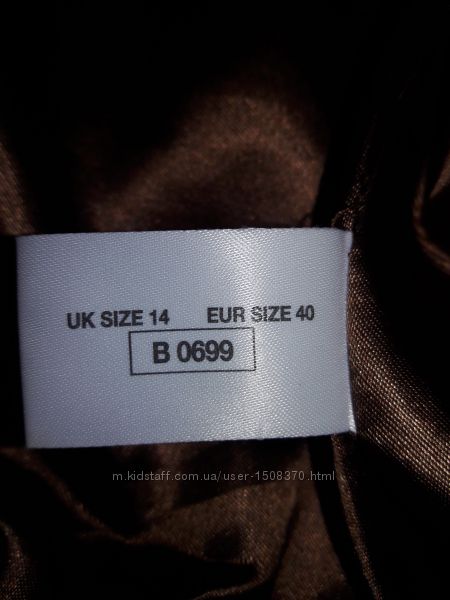 UK SIZE 14 EUR SIZE 40
B 0699
m.kidstaff.com.ua/user-1508370.html